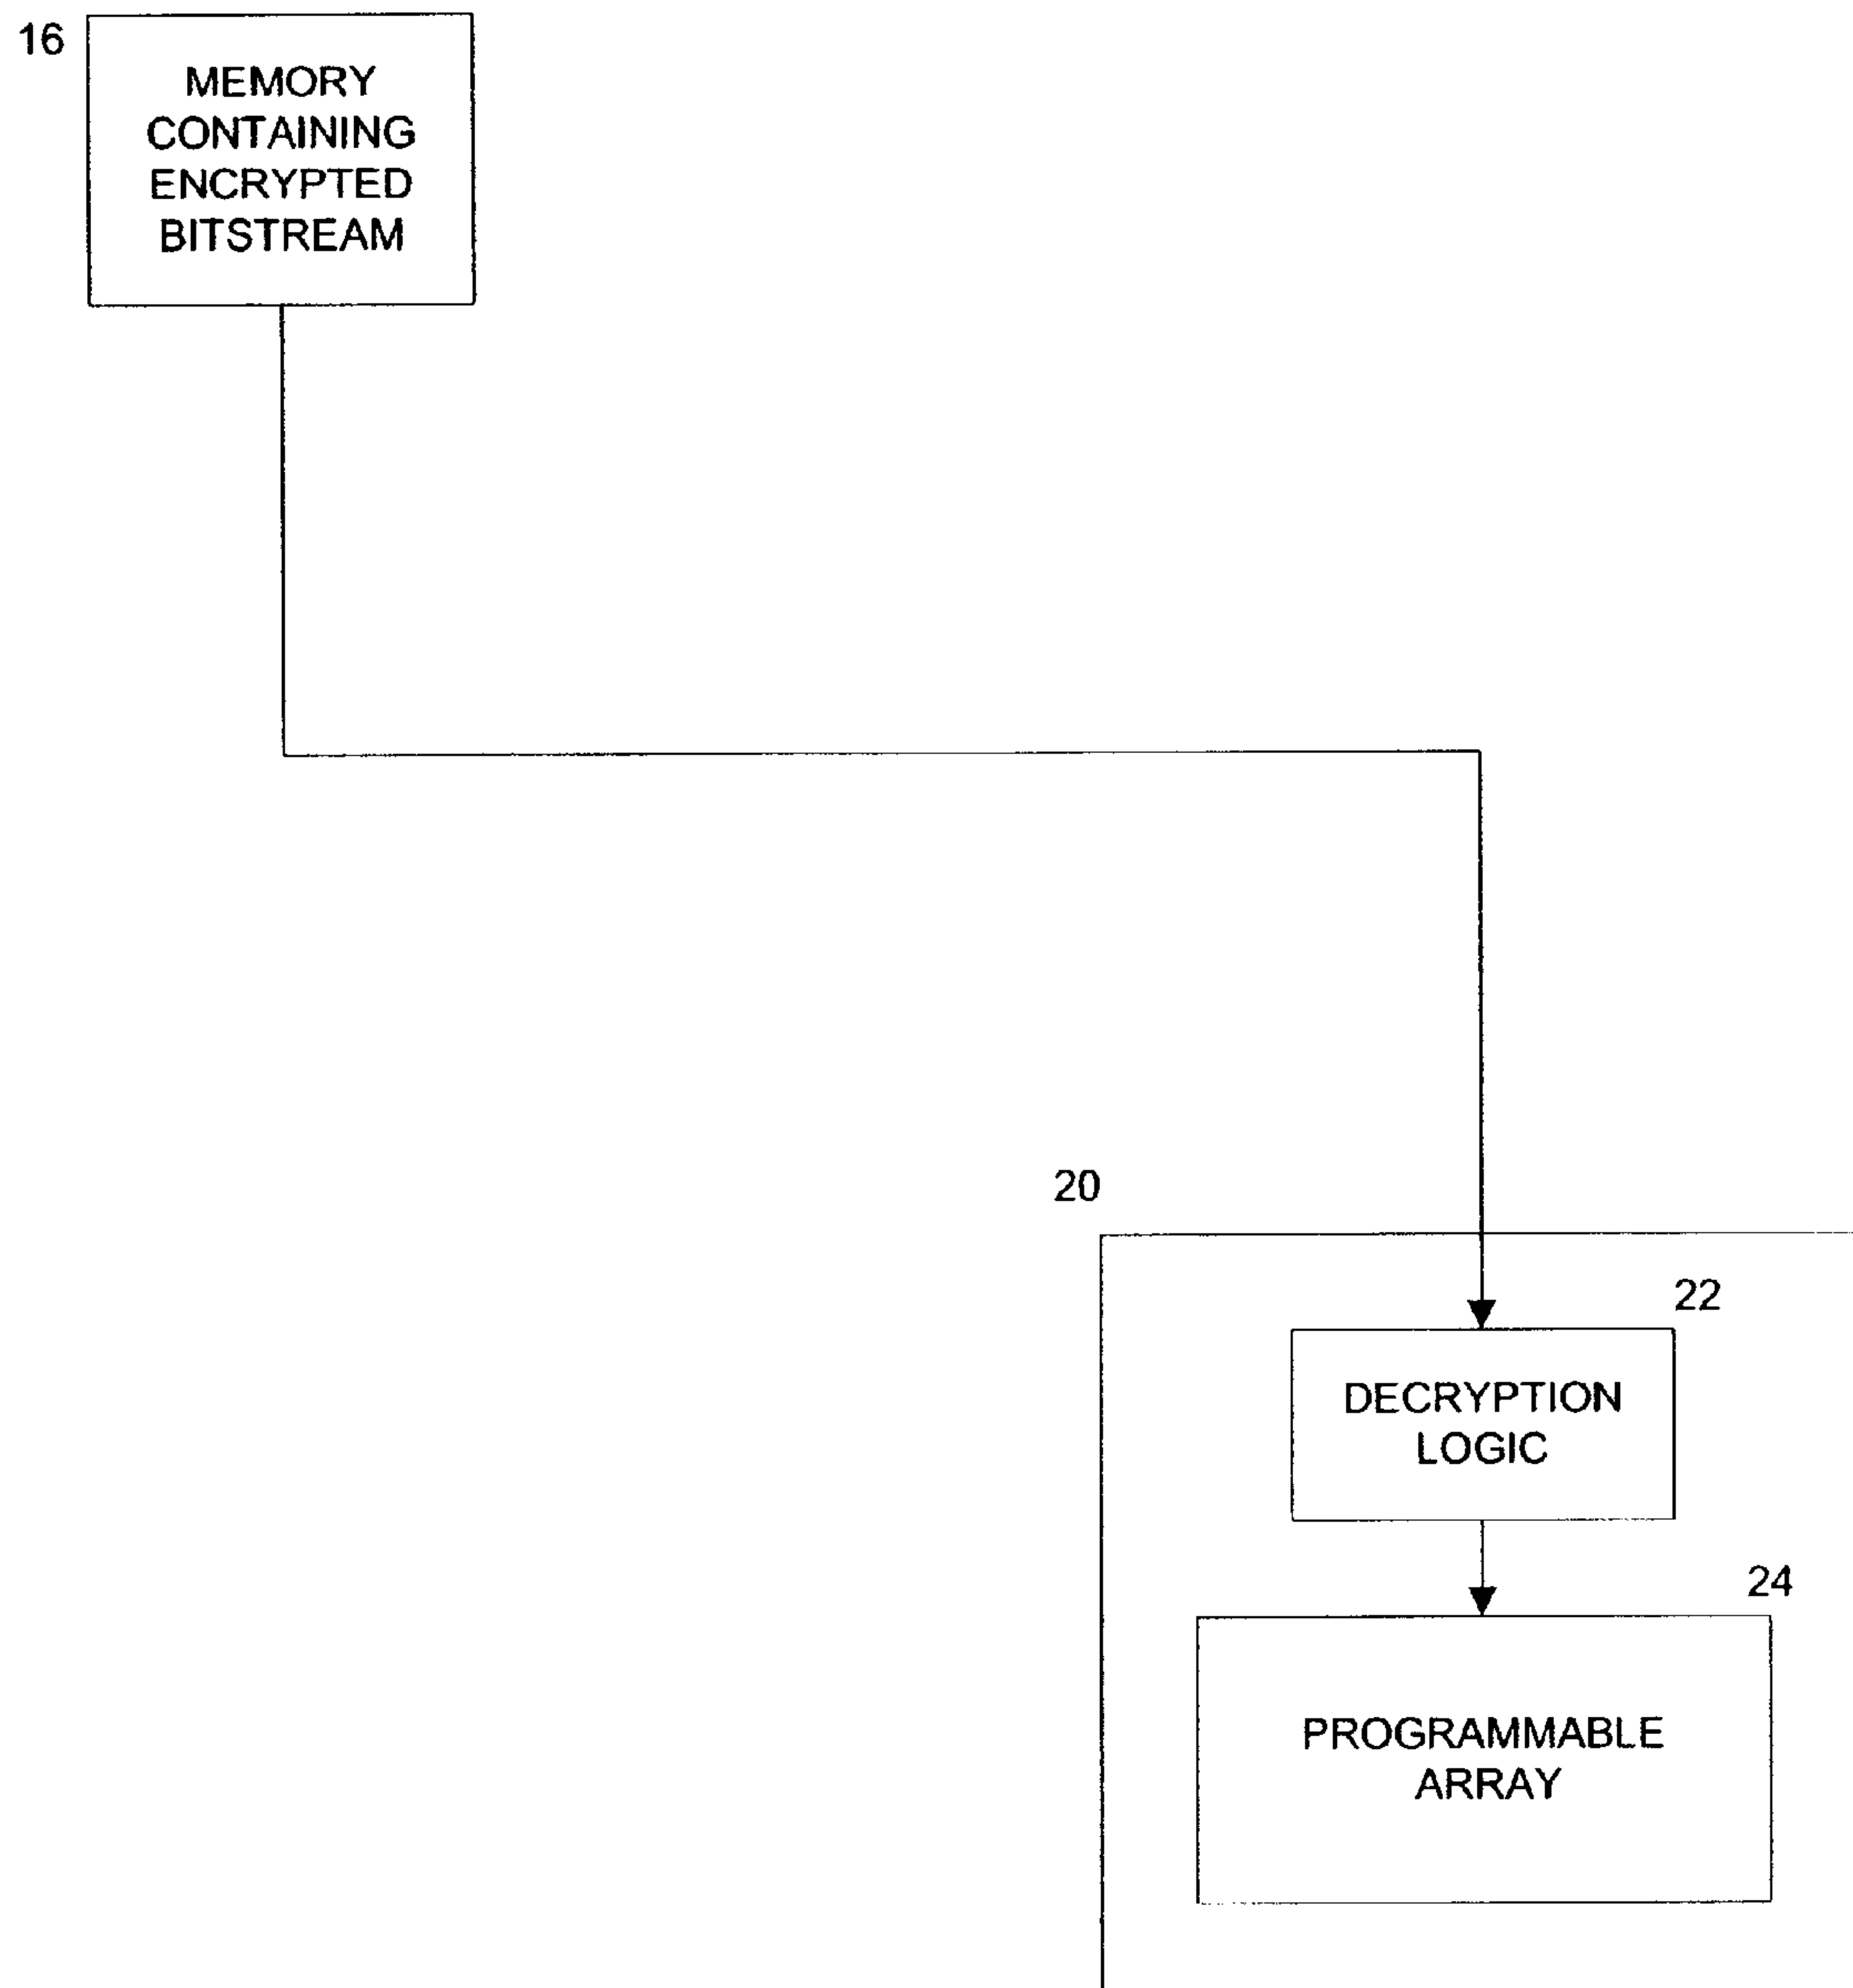 16
MEMORY
CONTAINING
ENCRYPTED
BITSTREAM
20
22
DECRYPTION
LOGIC
24
PROGRAMMABLE
ARRAY